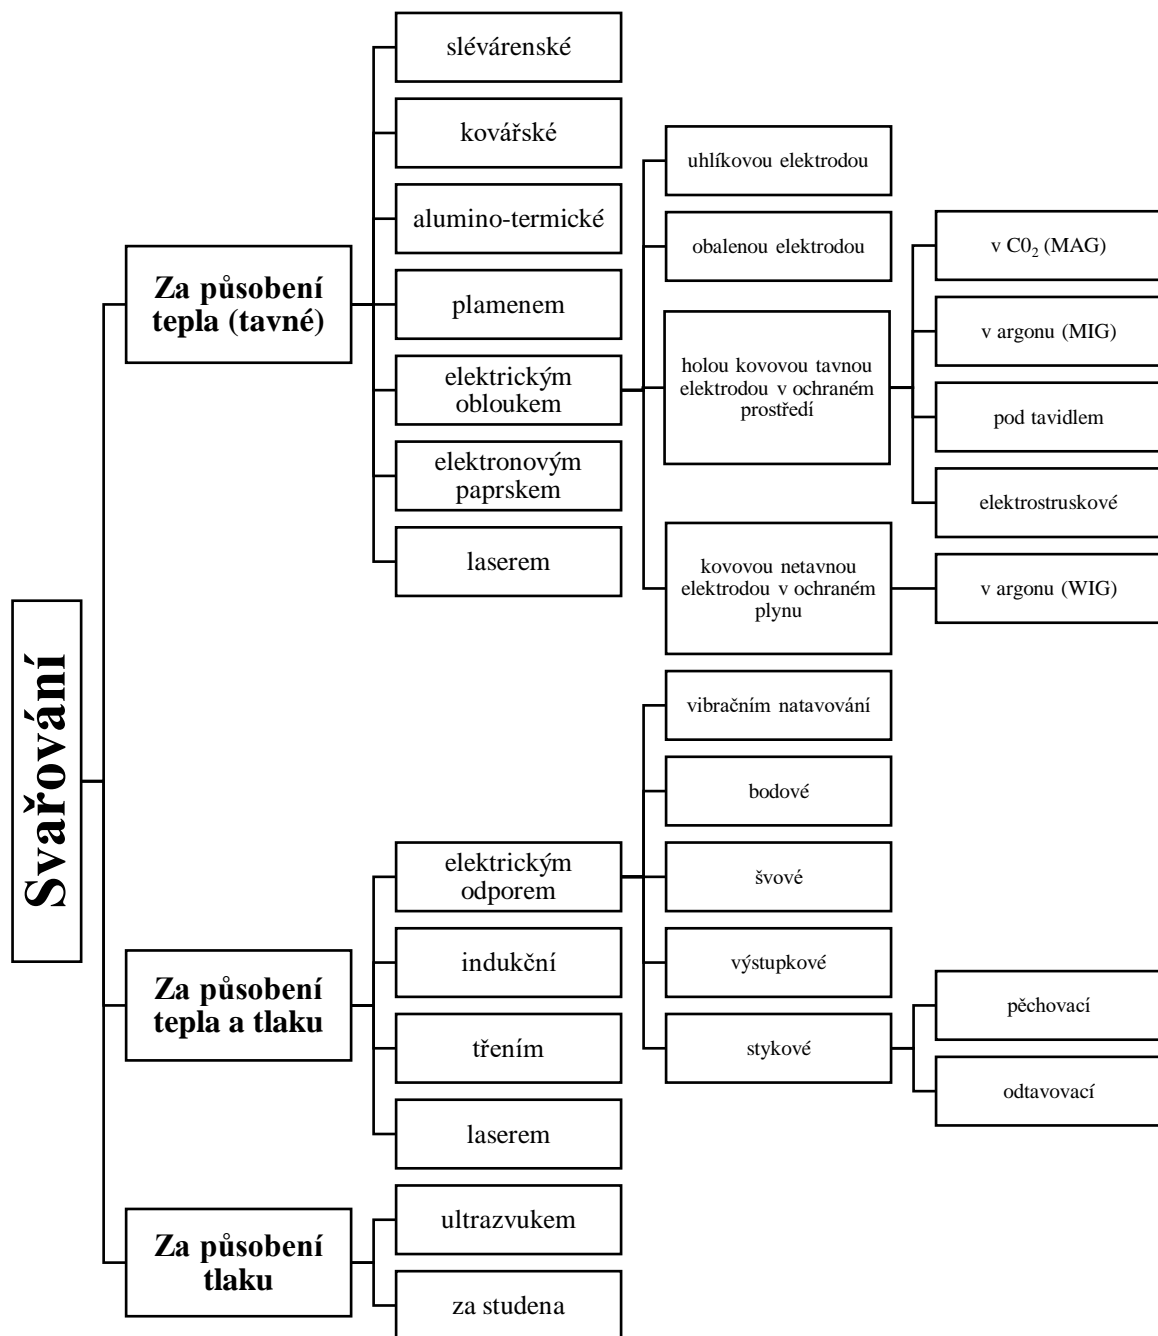 Svařování
Za působení
tepla (tavné)
slévárenské
kovářské
alumino-termické
plamenem
elektrickým
obloukem
uhlíkovou elektrodou
obalenou elektrodou
holou kovovou tavnou
elektrodou v ochraném
prostředí
v C0₂ (MAG)
v argonu (MIG)
pod tavidlem
elektrostruskové
kovovou netavnou
elektrodou v ochraném
plynu
v argonu (WIG)
elektronovým
paprskem
laserem
Za působení
tepla a tlaku
elektrickým
odporem
vibračním natavování
bodové
švové
výstupkové
stykové
pěchovací
odtavovací
indukční
třením
laserem
Za působení
tlaku
ultrazvukem
za studena